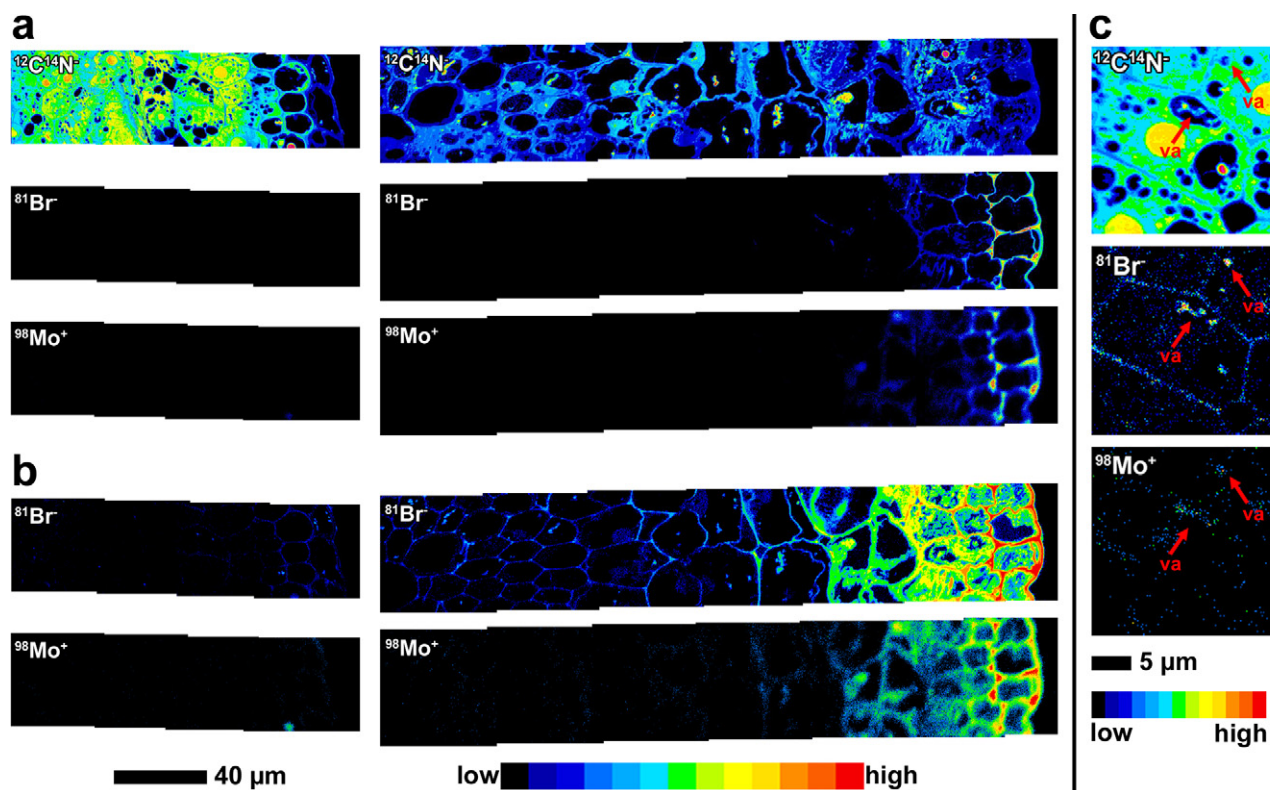 a
¹²C¹⁴N⁻
¹²C¹⁴N⁻
⁸¹Br⁻
⁸¹Br⁻
⁹⁸Mo⁺
⁹⁸Mo⁺
b
⁸¹Br⁻
⁸¹Br⁻
⁹⁸Mo⁺
⁹⁸Mo⁺
40 µm
low high
c
¹²C¹⁴N⁻
va
va
⁸¹Br⁻
va
va
⁹⁸Mo⁺
va
va
5 µm
low high